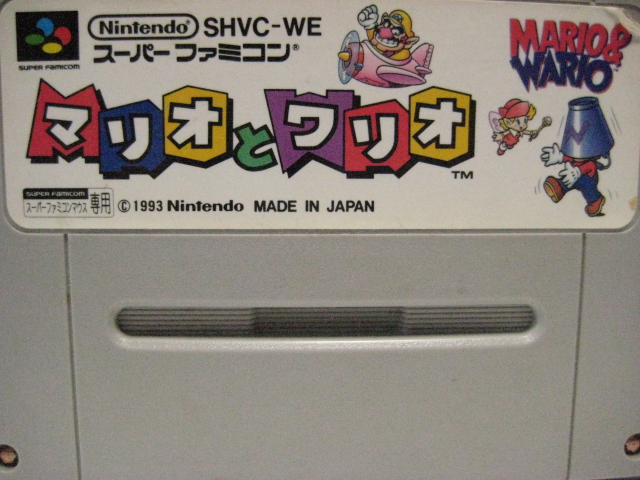 Nintendo SHVC-WE
スーパーファミコン®
SUPER FAMICOM
MARIO &
WARIO
マリオとワリオ
TM
SUPER FAMICOM
スーパーファミコンマウス 専用
© 1993 Nintendo MADE IN JAPAN